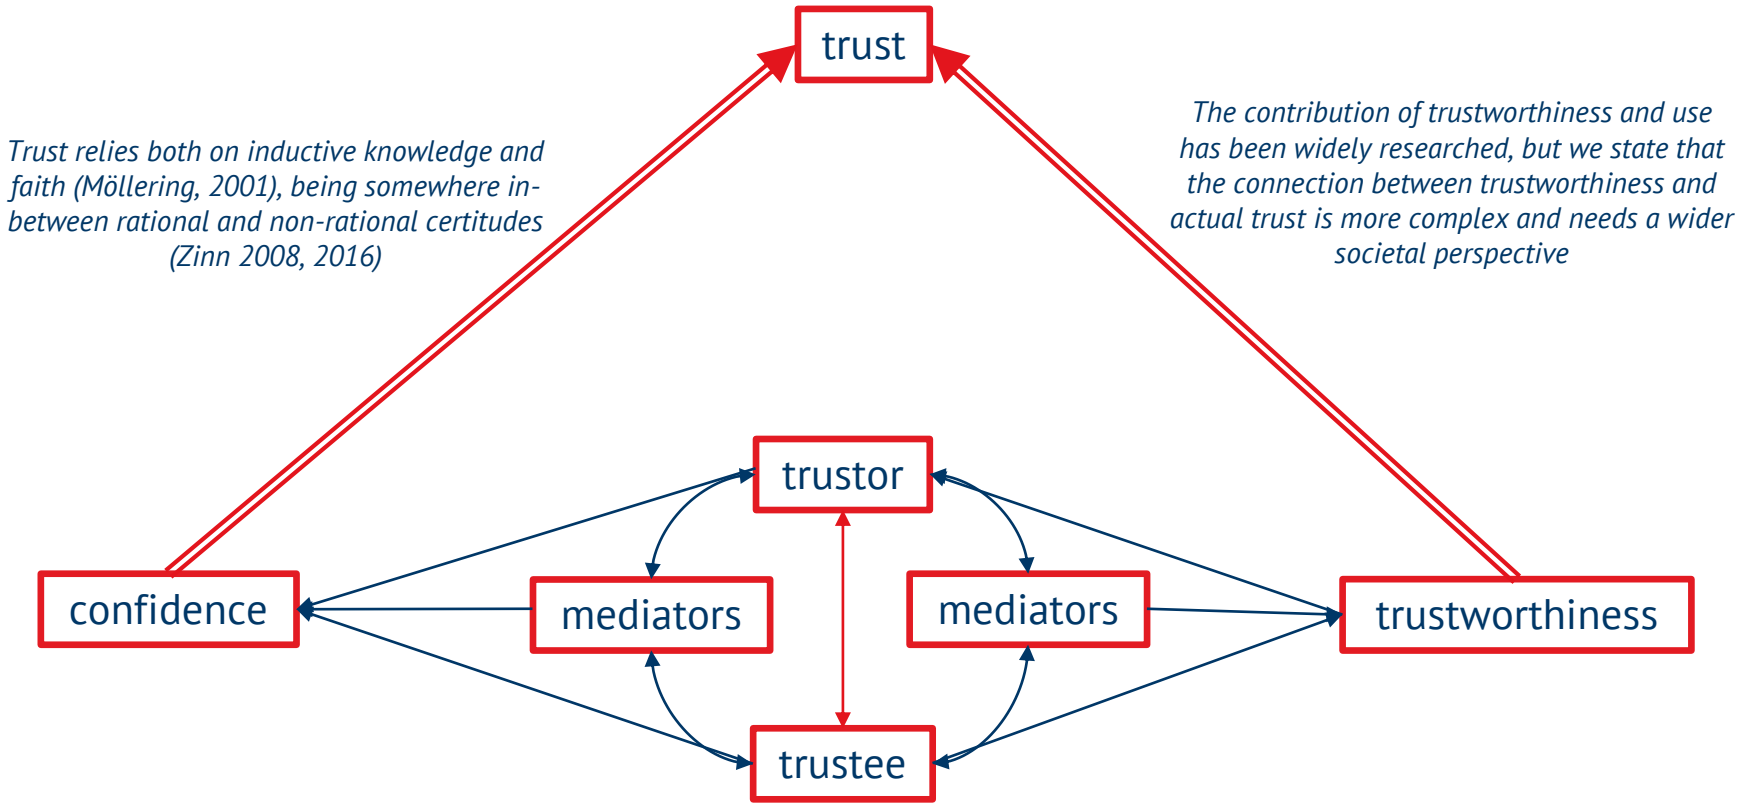 trust
Trust relies both on inductive knowledge and
faith (Möllering, 2001), being somewhere in-
between rational and non-rational certitudes
(Zinn 2008, 2016)
The contribution of trustworthiness and use
has been widely researched, but we state that
the connection between trustworthiness and
actual trust is more complex and needs a wider
societal perspective
trustor
confidence
mediators
mediators
trustworthiness
trustee